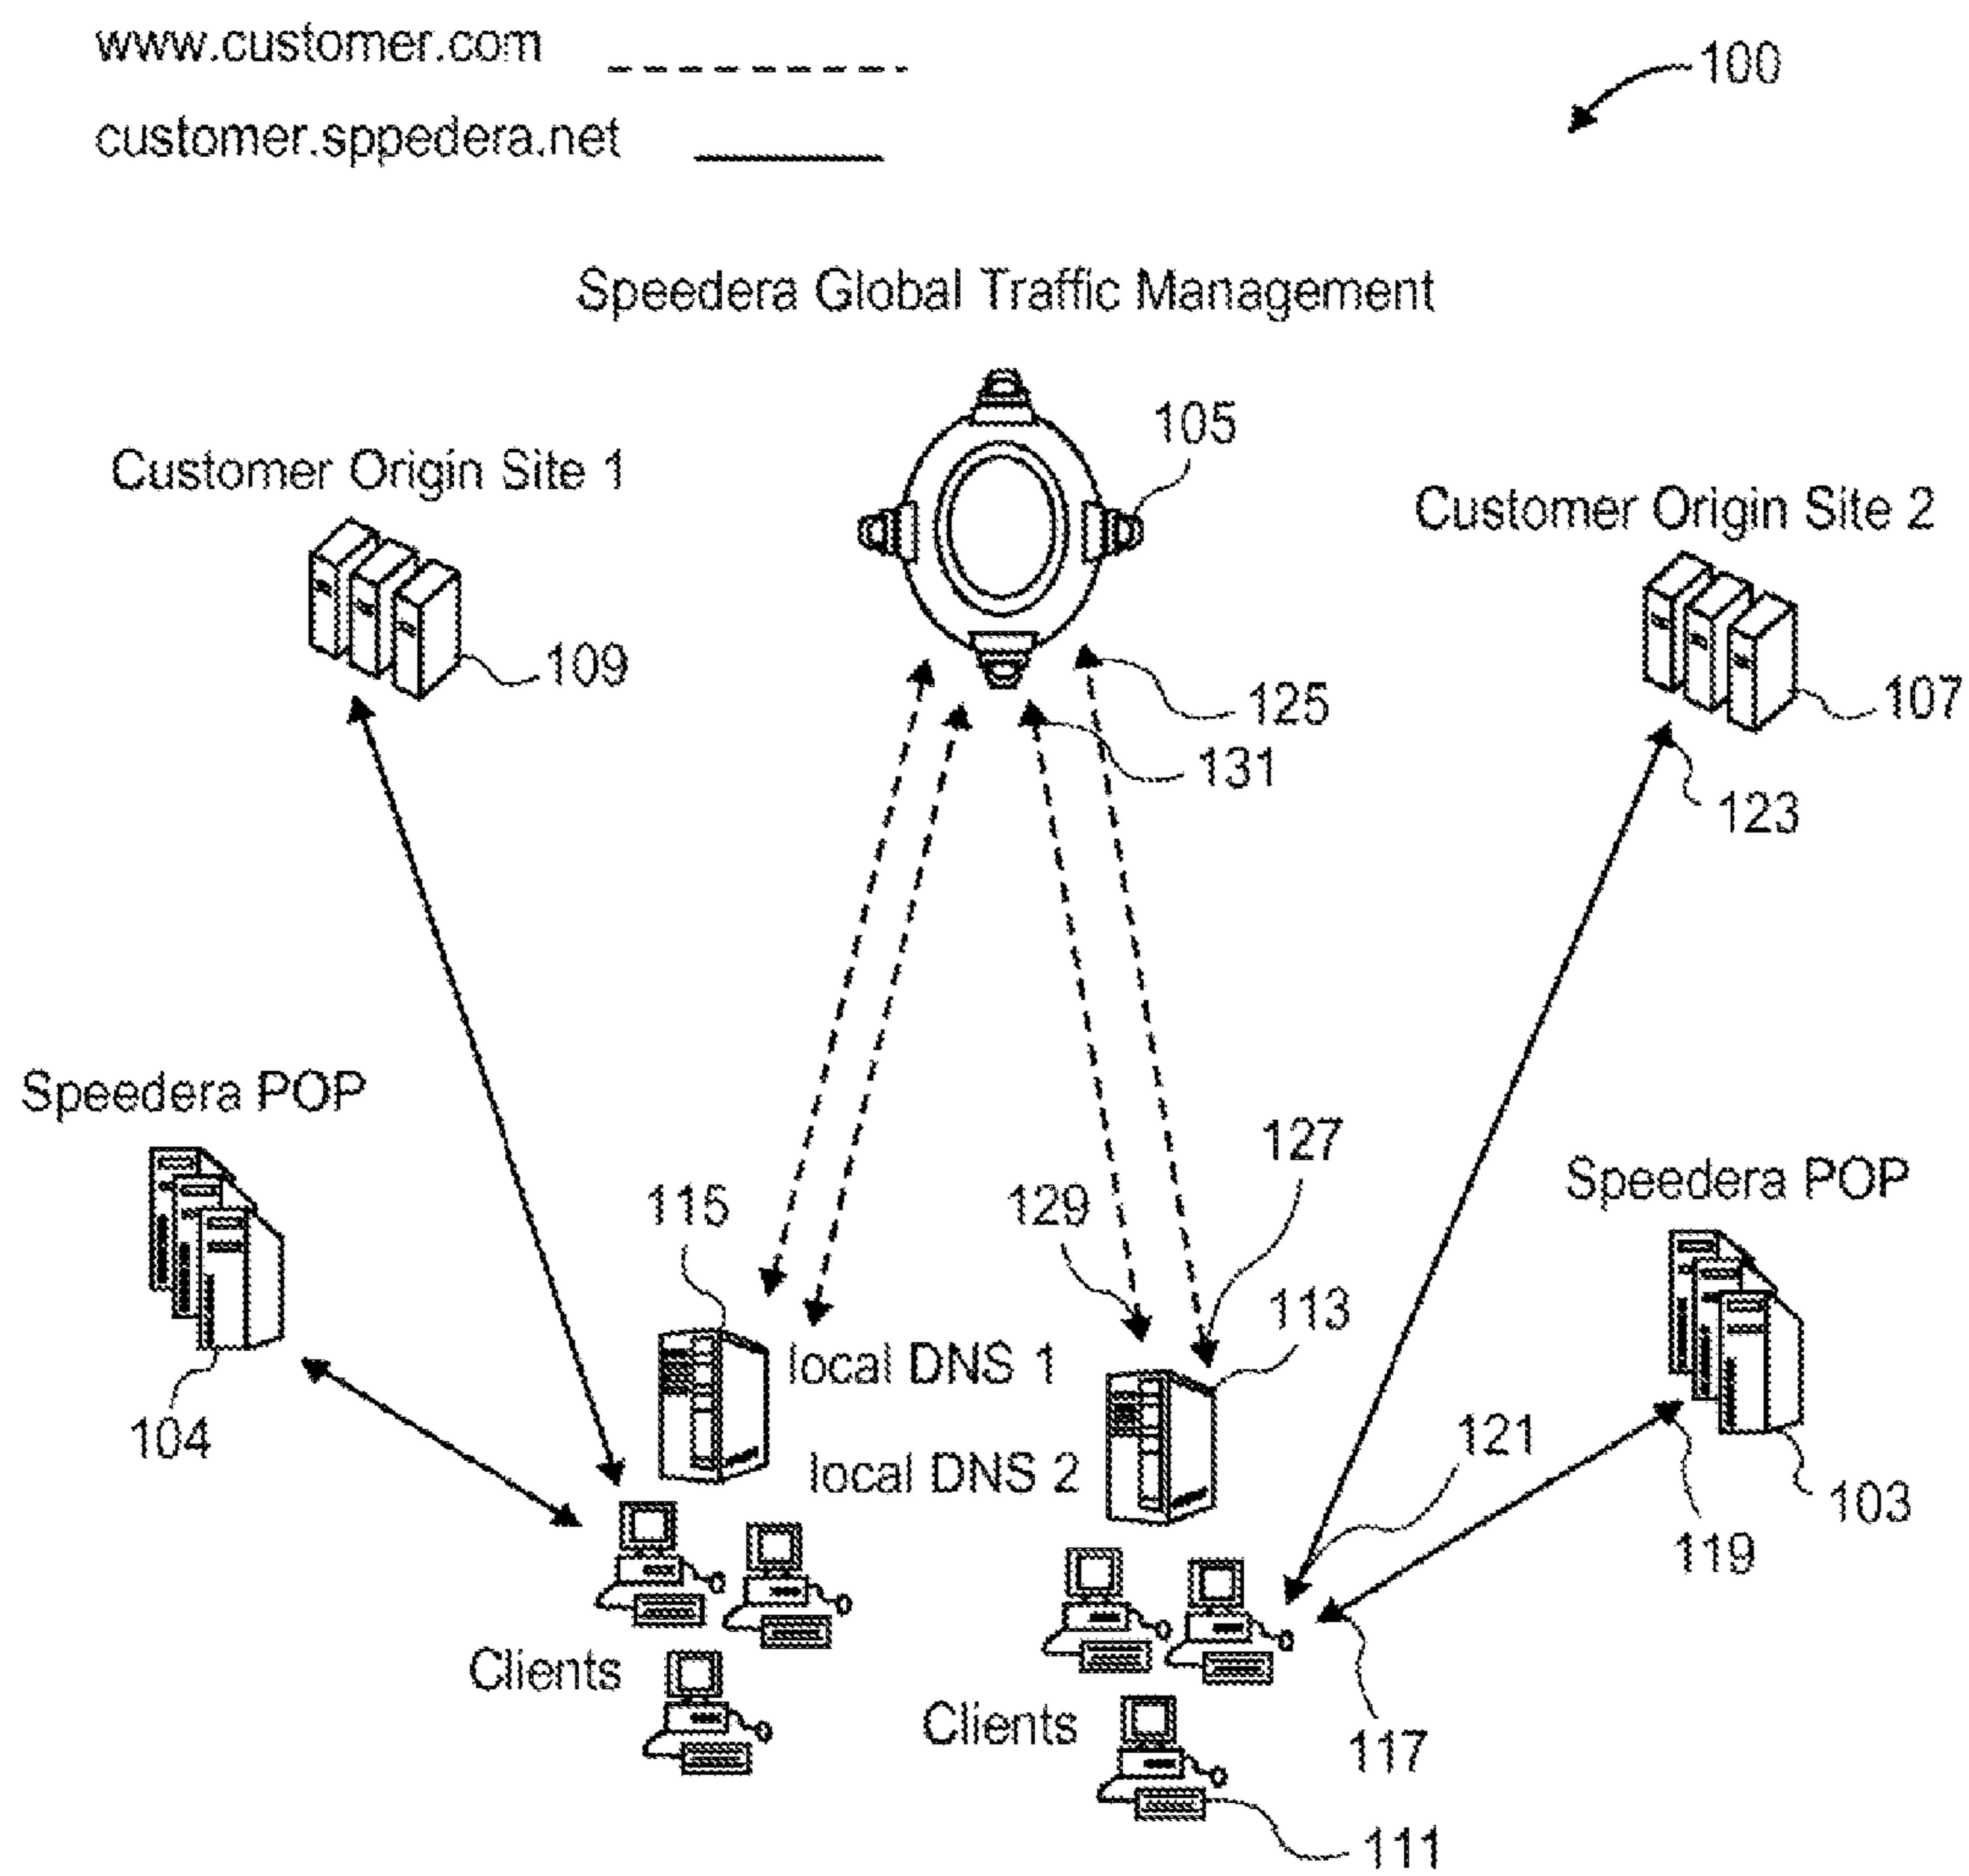 www.customer.com
100
customer.sppedera.net
Speedera Global Traffic Management
105
Customer Origin Site 1
Customer Origin Site 2
109
125
107
131
123
Speedera POP
127
Speedera POP
115
129
113
local DNS 1
104
121
local DNS 2
103
119
Clients
Clients
117
111